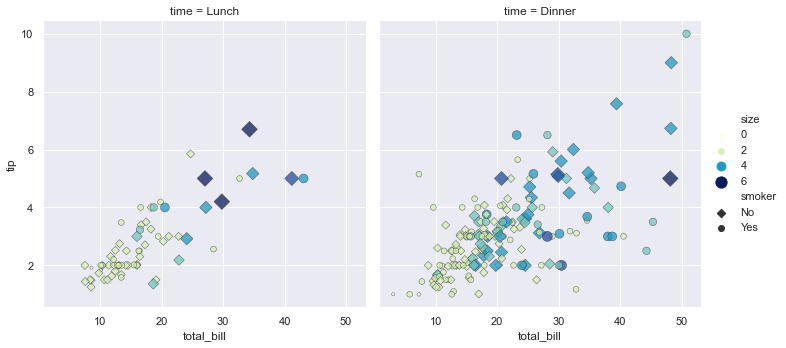 time = Lunch
time = Dinner
10
8
6
4
2
tip
10
20
30
40
50
total_bill
10
20
30
40
50
total_bill
size
0
2
4
6
smoker
No
Yes